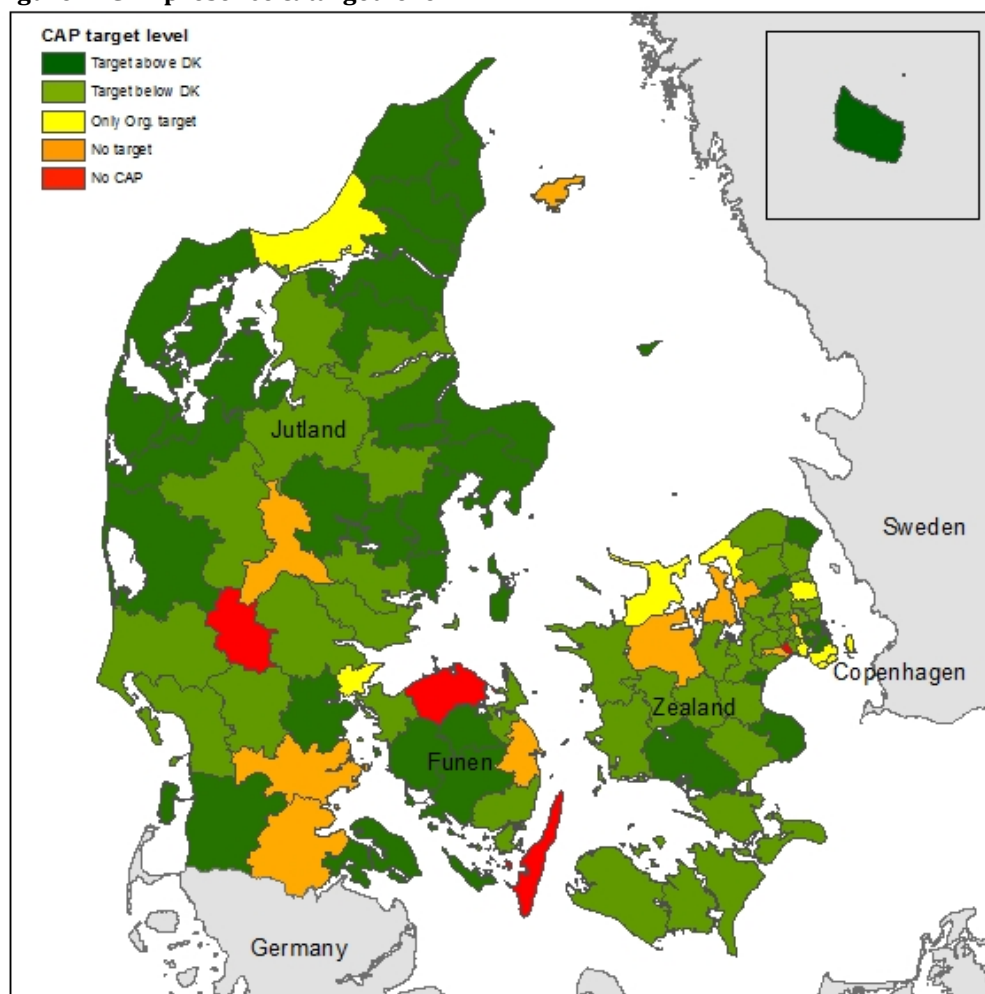 CAP target level
Target above DK
Target below DK
Only Org. target
No target
No CAP
Jutland
Sweden
Copenhagen
Zealand
Funen
Germany